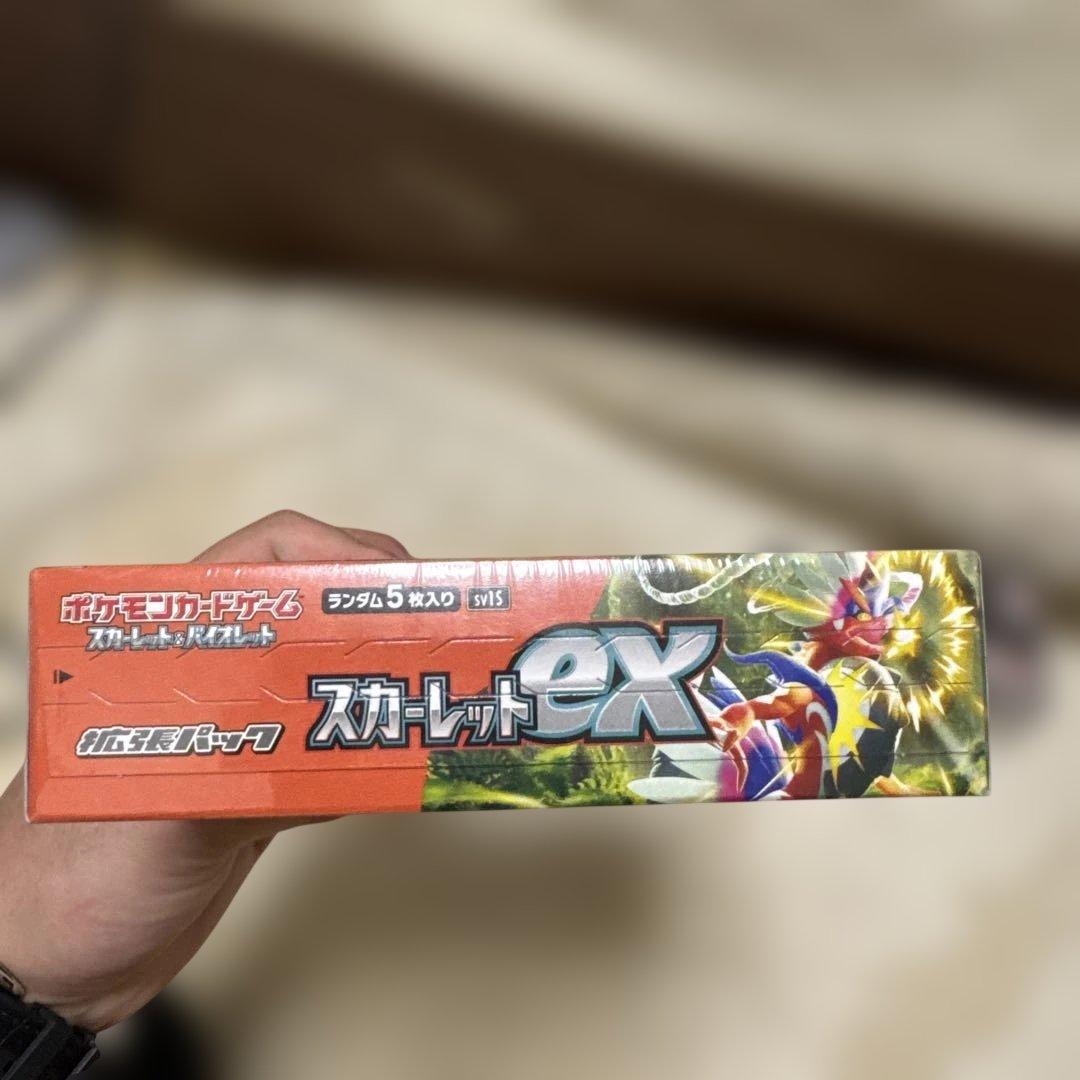 ポケモンカードゲーム
スカーレット&バイオレット
ランダム5枚入り SV1S
拡張パック
スカーレットex